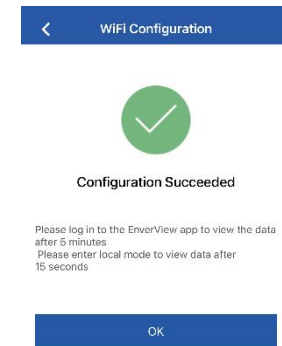 WiFi Configuration
Configuration Succeeded
Please log in to the EnverView app to view the data
after 5 minutes
Please enter local mode to view data after
15 seconds
OK